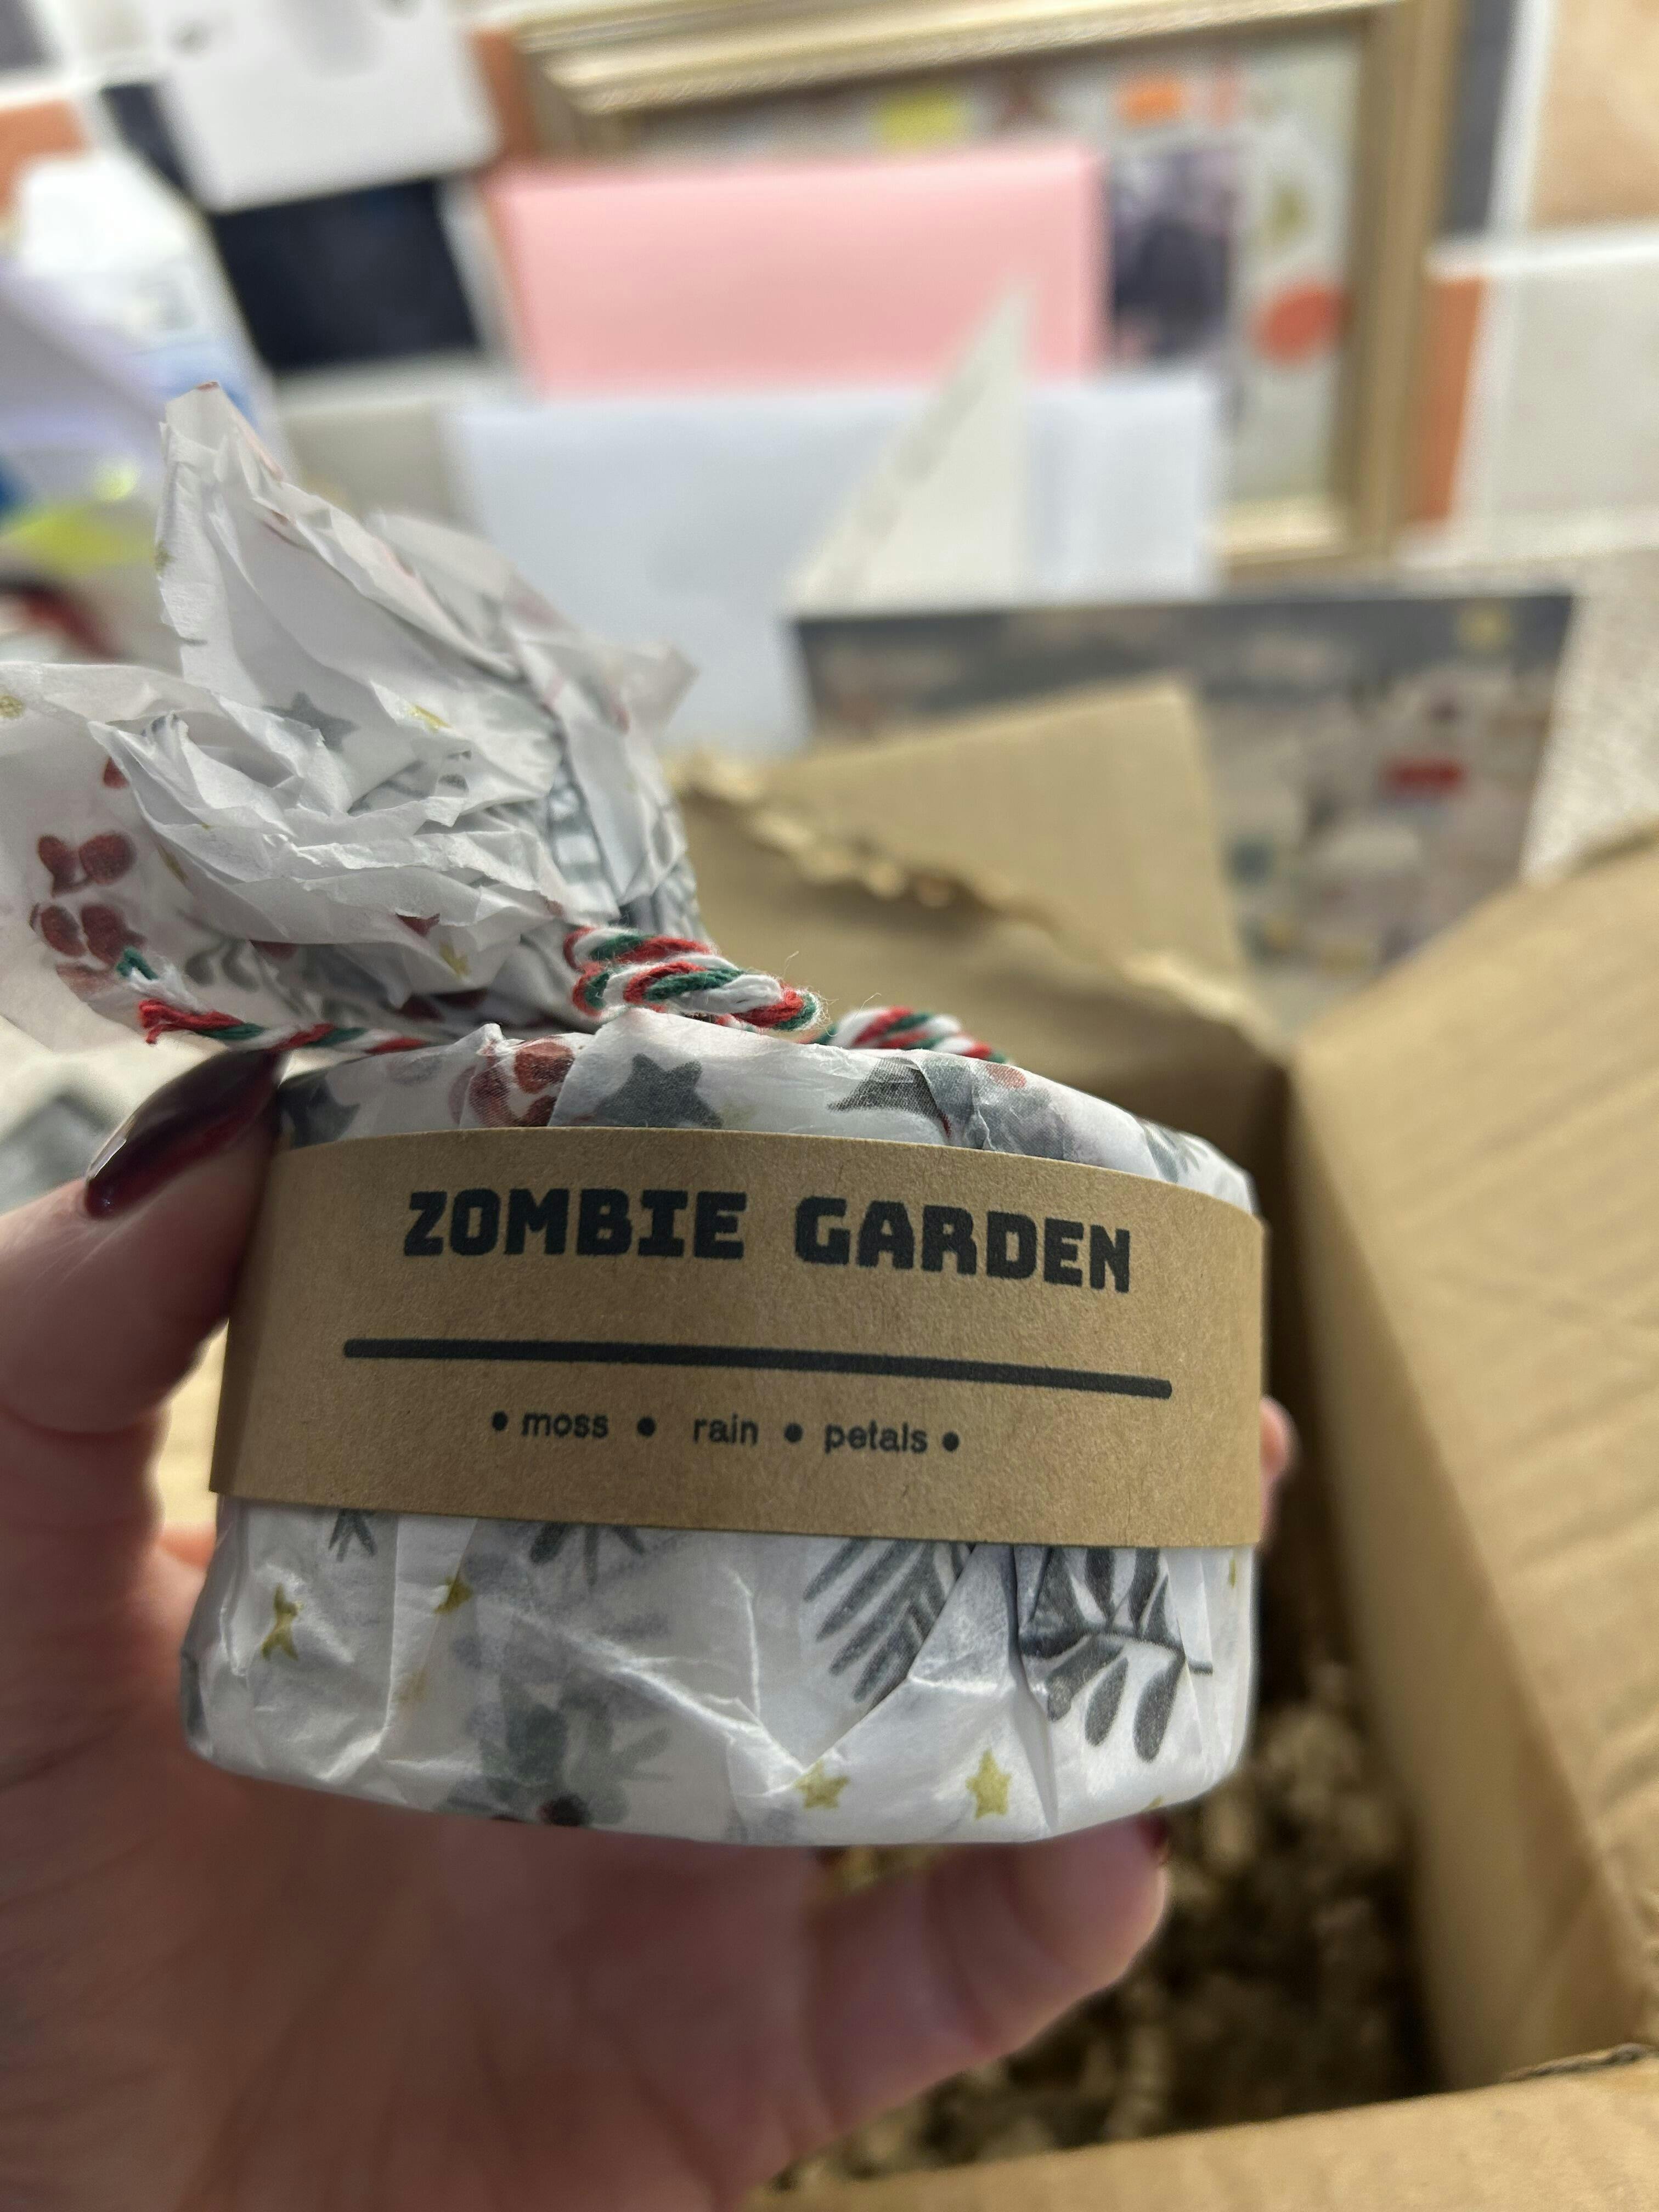 ZOMBIE GARDEN
• moss • rain • petals •